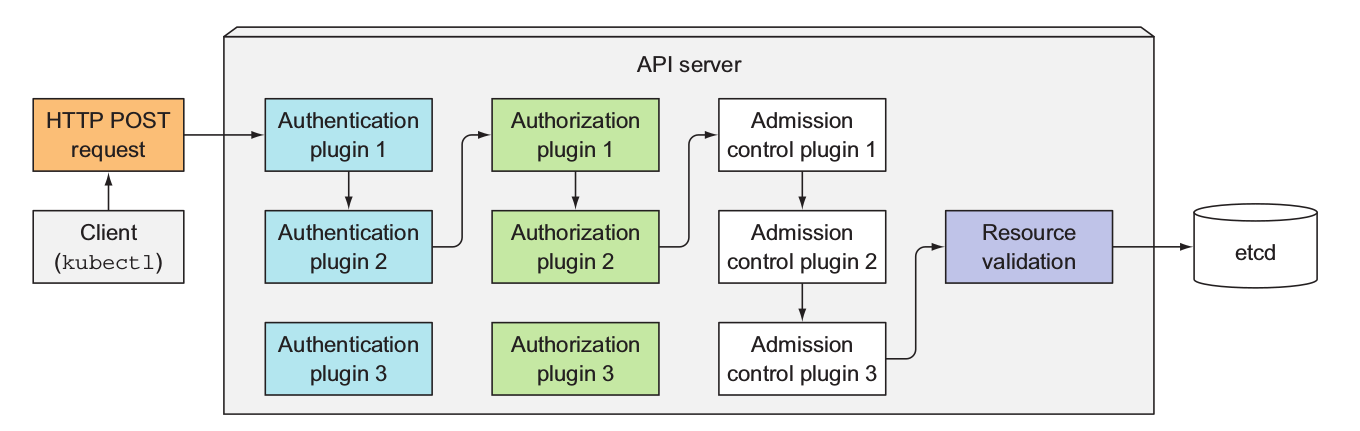 API server
HTTP POST
request
Client
(kubectl)
Authentication
plugin 1
Authentication
plugin 2
Authentication
plugin 3
Authorization
plugin 1
Authorization
plugin 2
Authorization
plugin 3
Admission
control plugin 1
Admission
control plugin 2
Admission
control plugin 3
Resource
validation
etcd